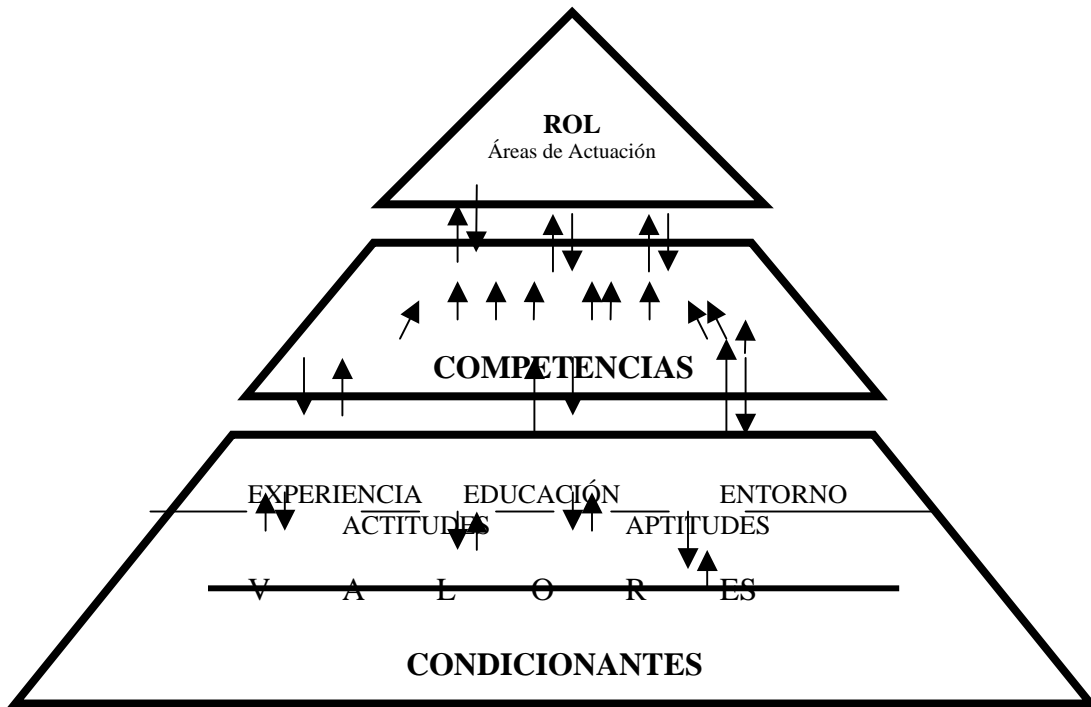 ROL
Áreas de Actuación
COMPETENCIAS
EXPERIENCIA EDUCACIÓN ENTORNO
ACTITUDES APTITUDES
V A L O R ES
CONDICIONANTES